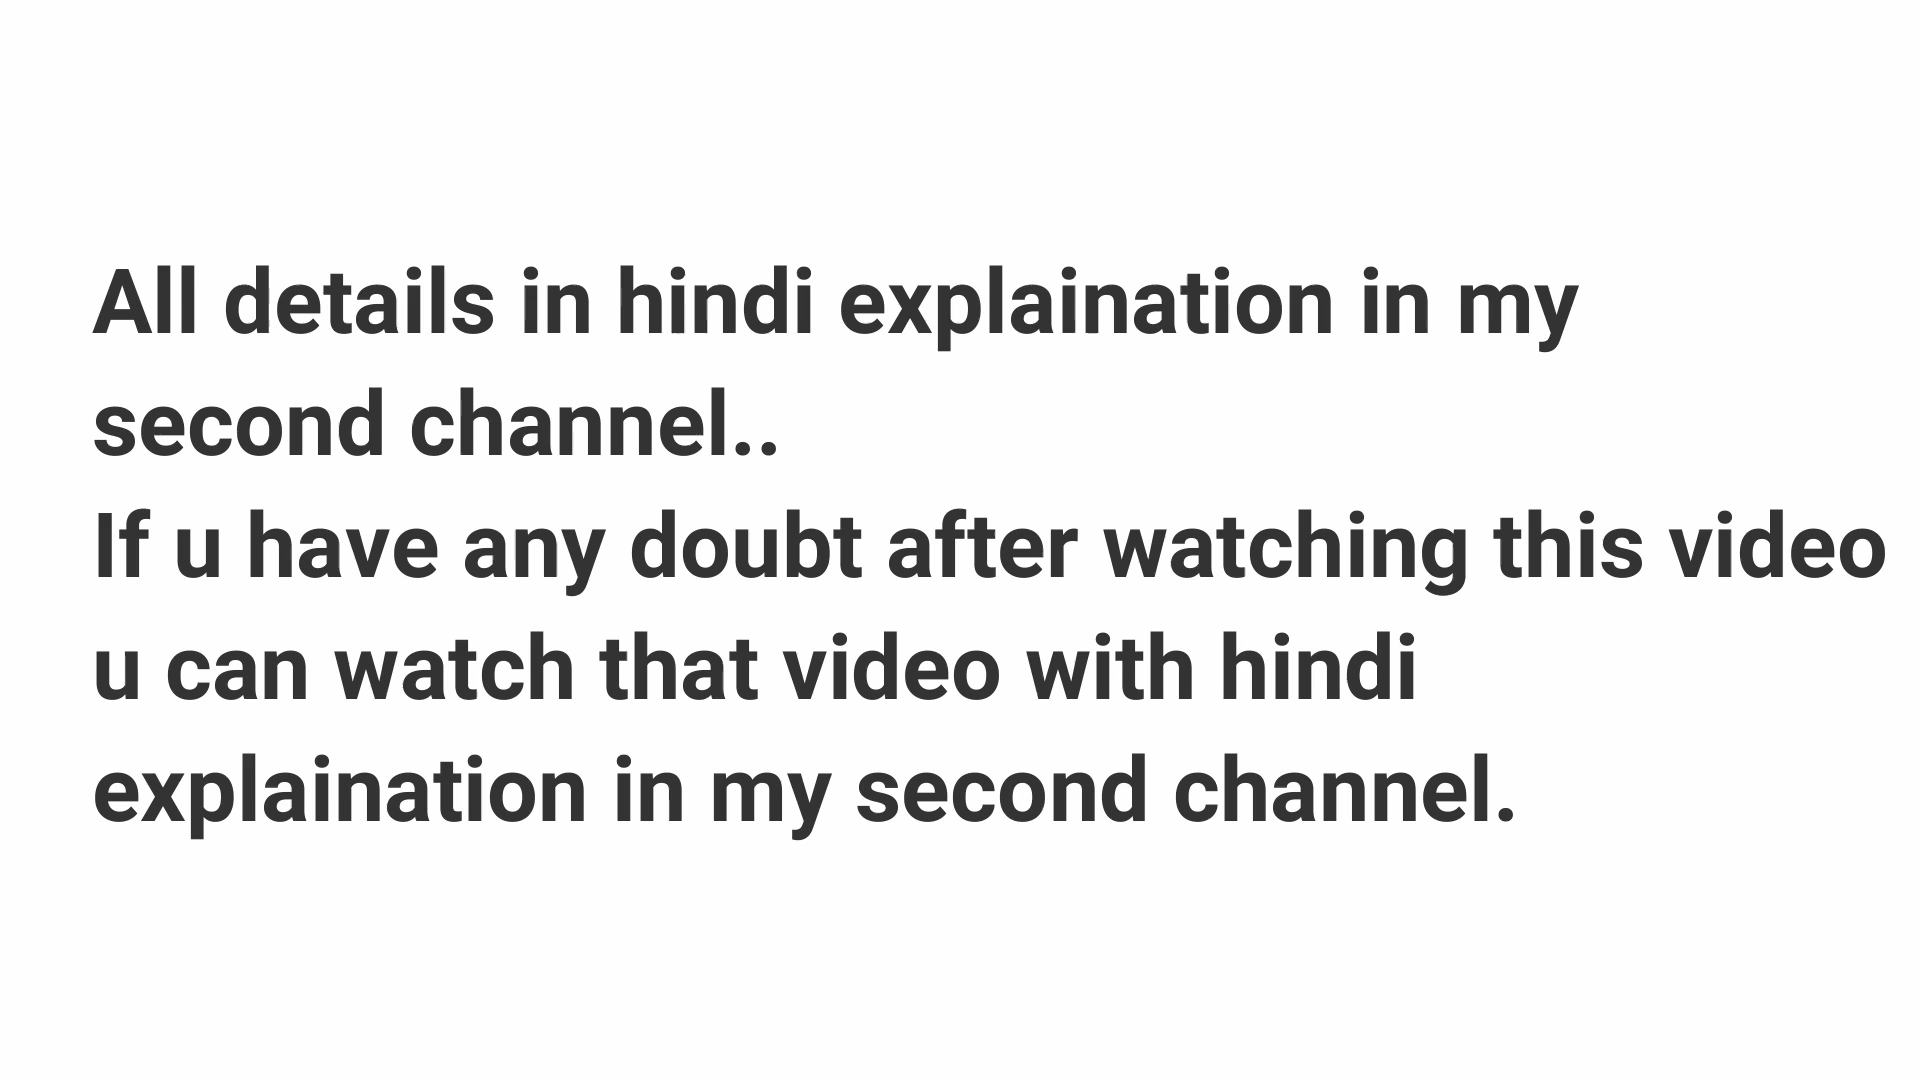 All details in hindi explaination in my
second channel..
If u have any doubt after watching this video
u can watch that video with hindi
explaination in my second channel.